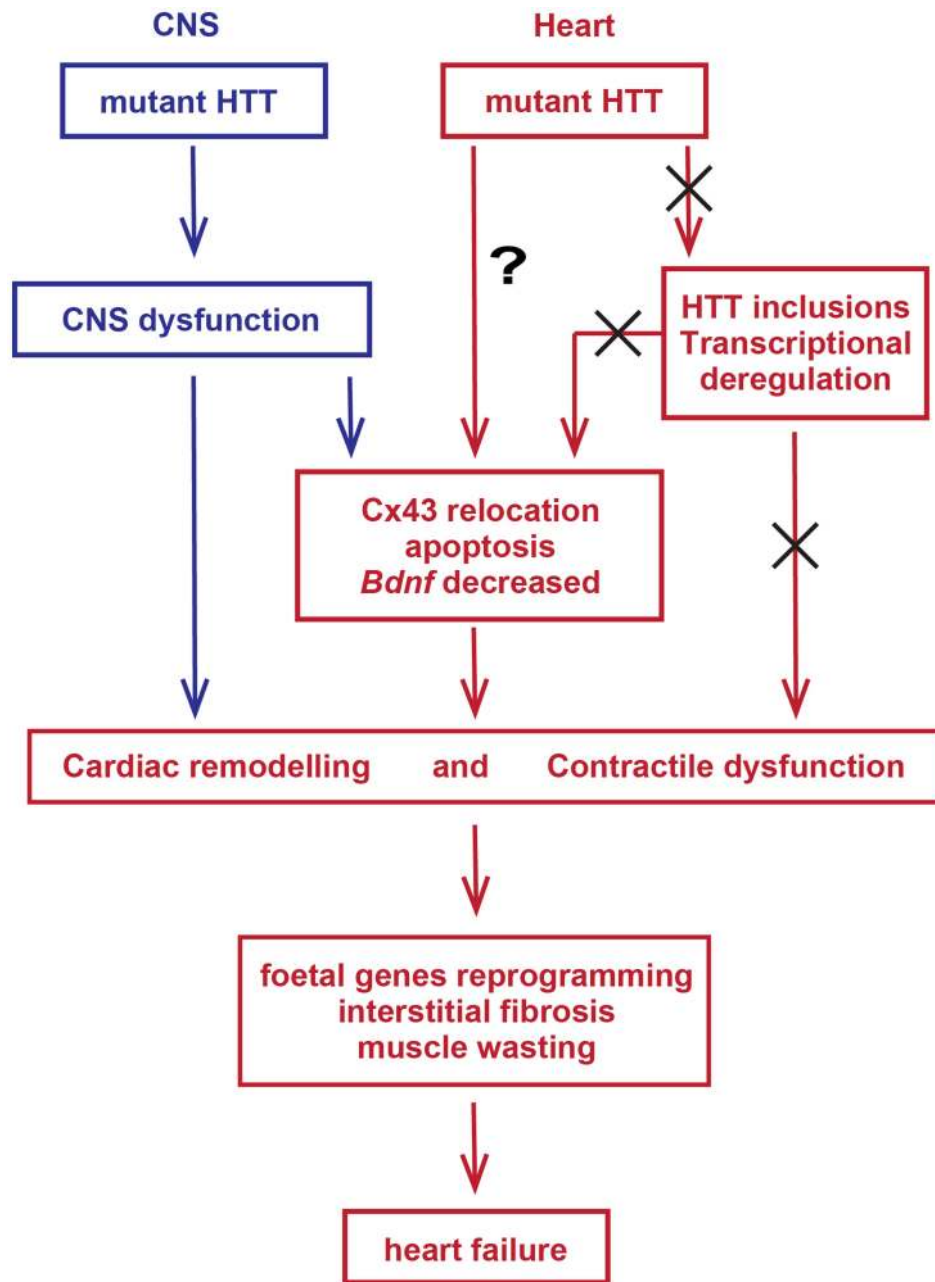 CNS
Heart
mutant HTT
mutant HTT
?
CNS dysfunction
HTT inclusions
Transcriptional
deregulation
Cx43 relocation
apoptosis
Bdnf decreased
Cardiac remodelling and Contractile dysfunction
foetal genes reprogramming
interstitial fibrosis
muscle wasting
heart failure